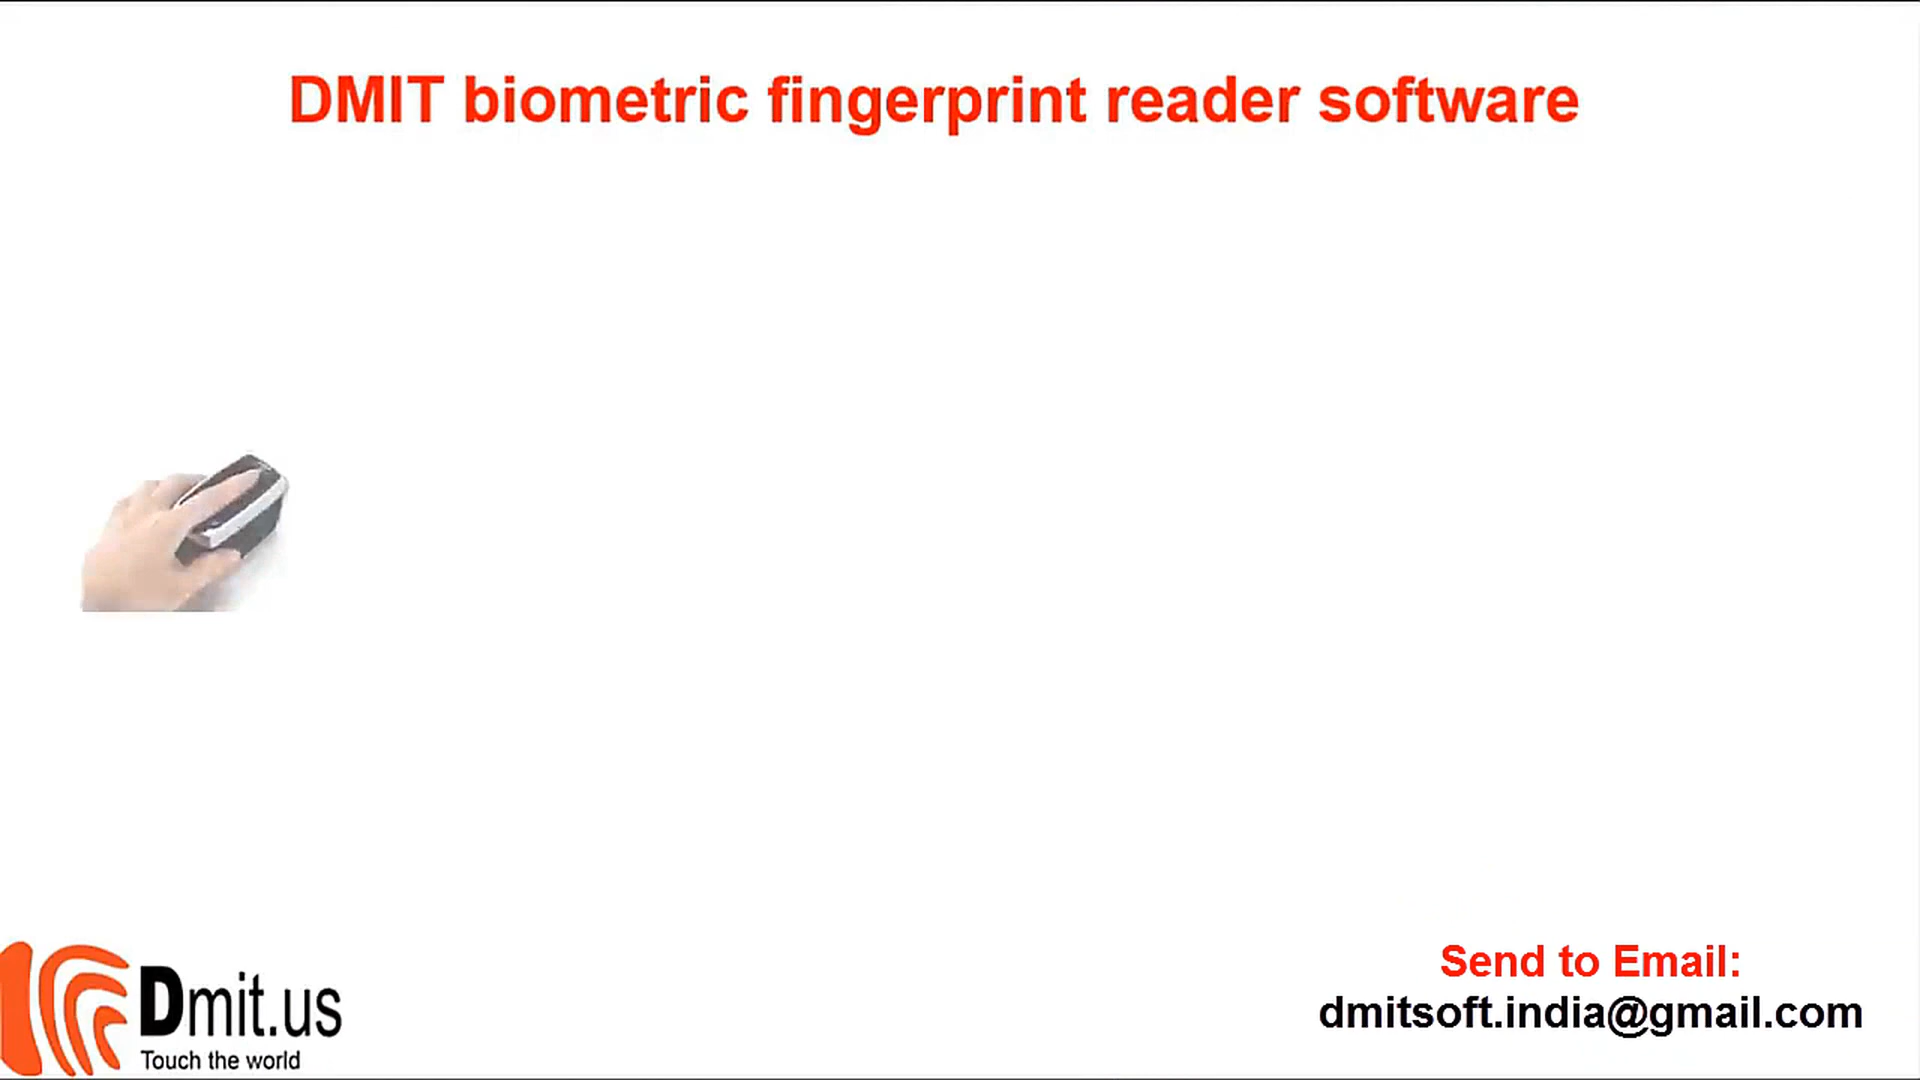 DMIT biometric fingerprint reader software
Dmit.us
Touch the world
Send to Email:
dmitsoft.india@gmail.com